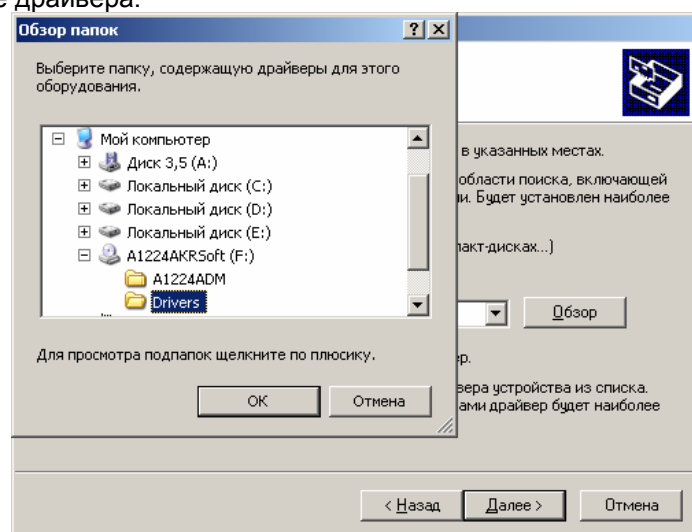 е драйвера.
Обзор папок
Выберите папку, содержащую драйверы для этого
оборудования.
Мой компьютер
Диск 3,5 (A:)
Локальный диск (C:)
Локальный диск (D:)
Локальный диск (E:)
A1224AKRSoft (F:)
A1224ADM
Drivers
Для просмотра подпапок щелкните по плюсику.
ОК
Отмена
в указанных местах.
области поиска, включающей
и. Будет установлен наиболее
пакт-дисках...)
Обзор
ер.
вера устройства из списка.
ами драйвер будет наиболее
< Назад
Далее >
Отмена